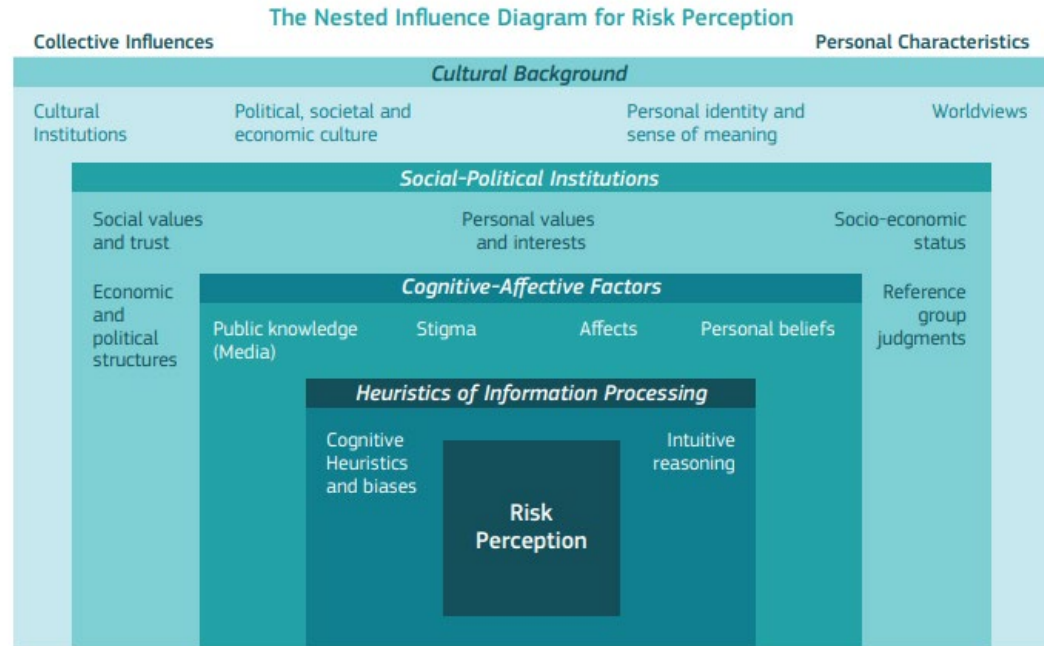 The Nested Influence Diagram for Risk Perception
Collective Influences
Personal Characteristics
Cultural Background
Cultural
Institutions
Political, societal and
economic culture
Personal identity and
sense of meaning
Worldviews
Social-Political Institutions
Social values
and trust
Personal values
and interests
Socio-economic
status
Economic
and
political
structures
Cognitive-Affective Factors
Reference
group
judgments
Public knowledge
(Media)
Stigma
Affects
Personal beliefs
Heuristics of Information Processing
Cognitive
Heuristics
and biases
Intuitive
reasoning
Risk
Perception